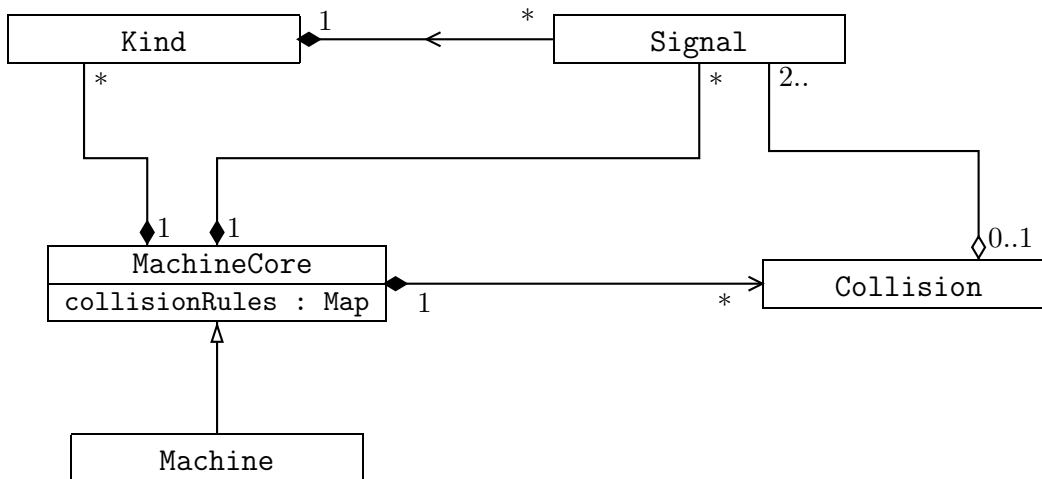 Kind
1
*
Signal
*
*
2..
1
1
0..1
MachineCore
collisionRules : Map
1
*
Collision
Machine